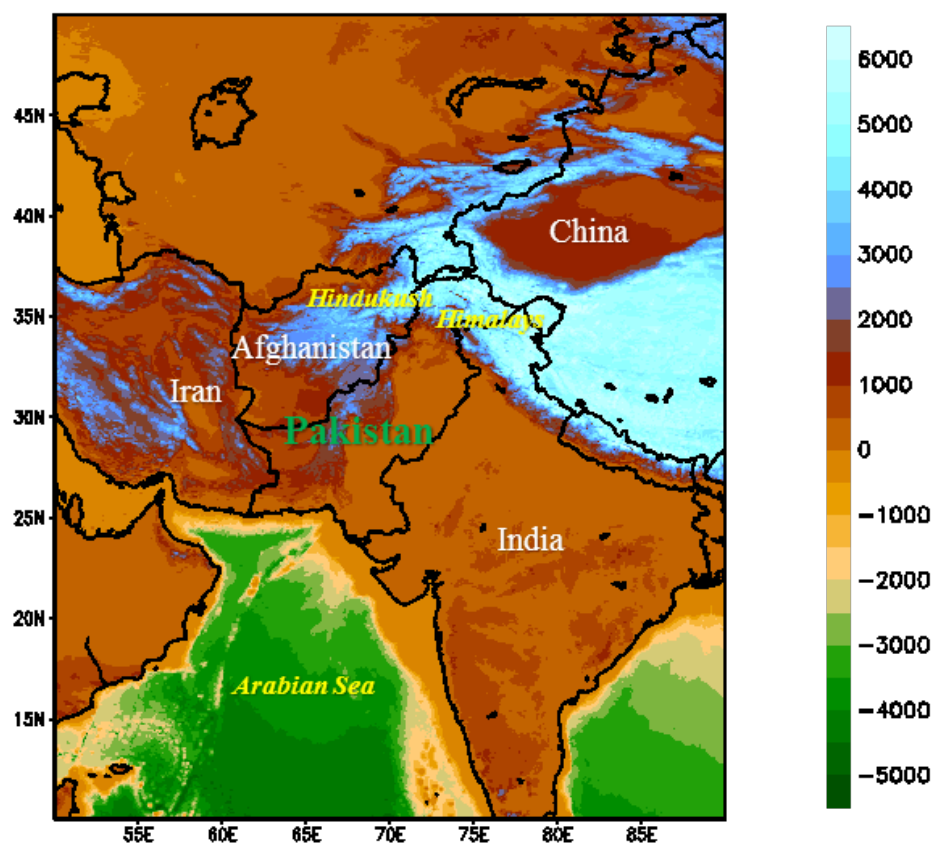 45N
40N
35N
30N
25N
20N
15N
55E
60E
65E
70E
75E
80E
85E
China
Hindukush
Himalays
Afghanistan
Iran
Pakistan
India
Arabian Sea
6000
5000
4000
3000
2000
1000
0
-1000
-2000
-3000
-4000
-5000